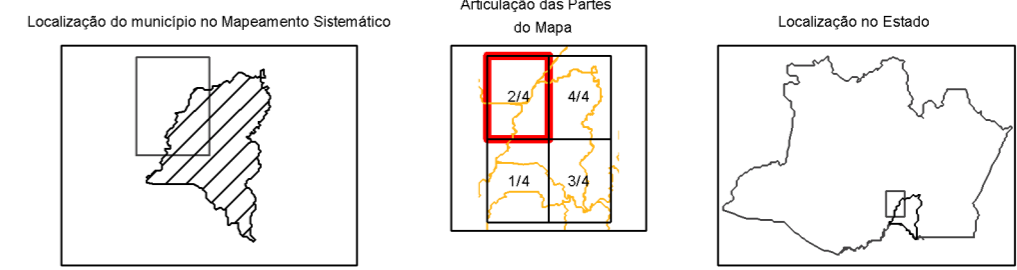 Localização do município no Mapeamento Sistemático
Articulação das Partes
do Mapa
Localização no Estado
2/4
4/4
1/4
3/4